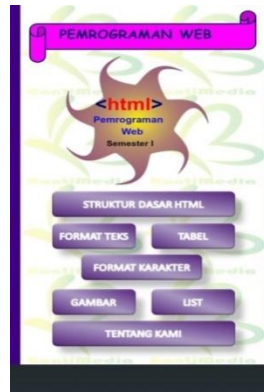 PEMROGRAMAN WEB
<html>
Pemrograman
Web
Semester I
STRUKTUR DASAR HTML
FORMAT TEKS
TABEL
FORMAT KARAKTER
GAMBAR
LIST
TENTANG KAMI